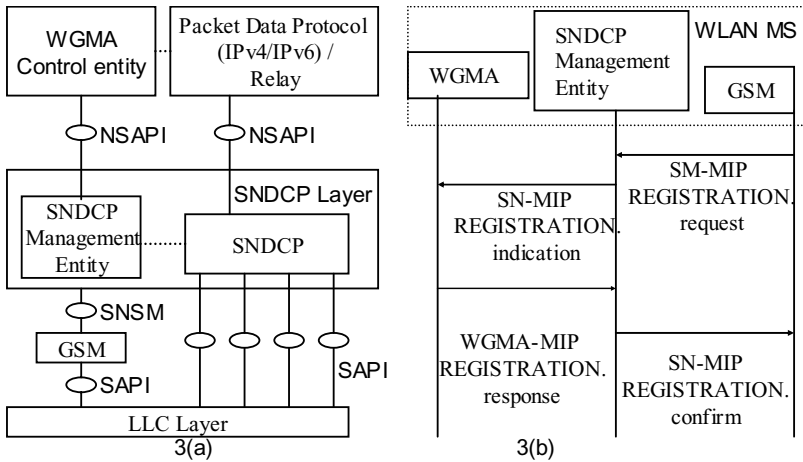 WGMA
Control entity
Packet Data Protocol
(IPv4/IPv6) /
Relay
NSAPI
NSAPI
SNDCP Layer
SNDCP
Management
Entity
SNDCP
SNSM
GSM
SAPI
SAPI
LLC Layer
3(a)
WLAN MS
WGMA
SNDCP
Management
Entity
GSM
SM-MIP
REGISTRATION.
request
SN-MIP
REGISTRATION.
indication
WGMA-MIP
REGISTRATION.
response
SN-MIP
REGISTRATION.
confirm
3(b)